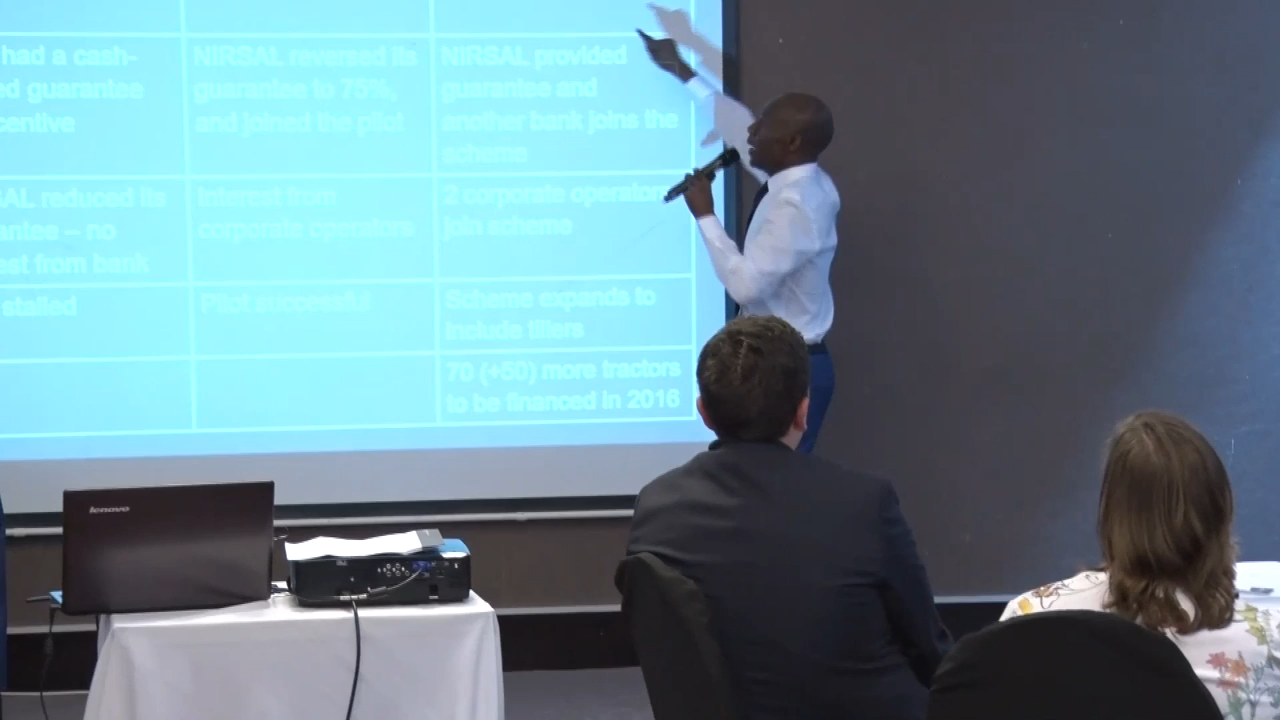 had a cash-
ed guarantee
centive
NIRSAL reversed its
guarantee to 75%,
and joined the pilot
NIRSAL provided
guarantee and
another bank joins the
scheme
SAL reduced its
antee – no
est from bank
Interest from
corporate operators
2 corporate operators
join scheme
stalled
Pilot successful
Scheme expands to
include tillers
70 (+50) more tractors
to be financed in 2016
lenovo